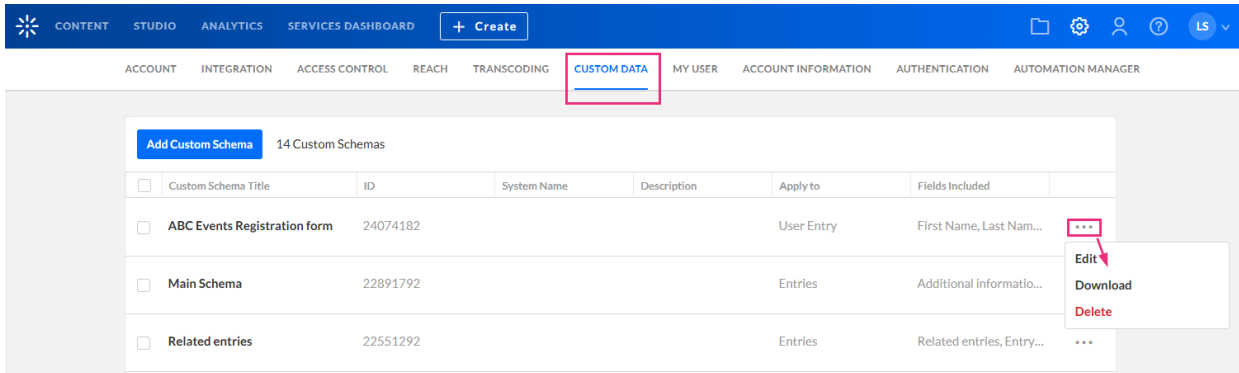 CONTENT STUDIO ANALYTICS SERVICES DASHBOARD + Create LS
ACCOUNT INTEGRATION ACCESS CONTROL REACH TRANSCODING CUSTOM DATA MY USER ACCOUNT INFORMATION AUTHENTICATION AUTOMATION MANAGER
Add Custom Schema 14 Custom Schemas
Custom Schema Title ID System Name Description Apply to Fields Included
ABC Events Registration form 24074182 User Entry First Name, Last Nam...
Edit
Main Schema 22891792 Entries Additional informatio... Download
Delete
Related entries 22551292 Entries Related entries, Entry...